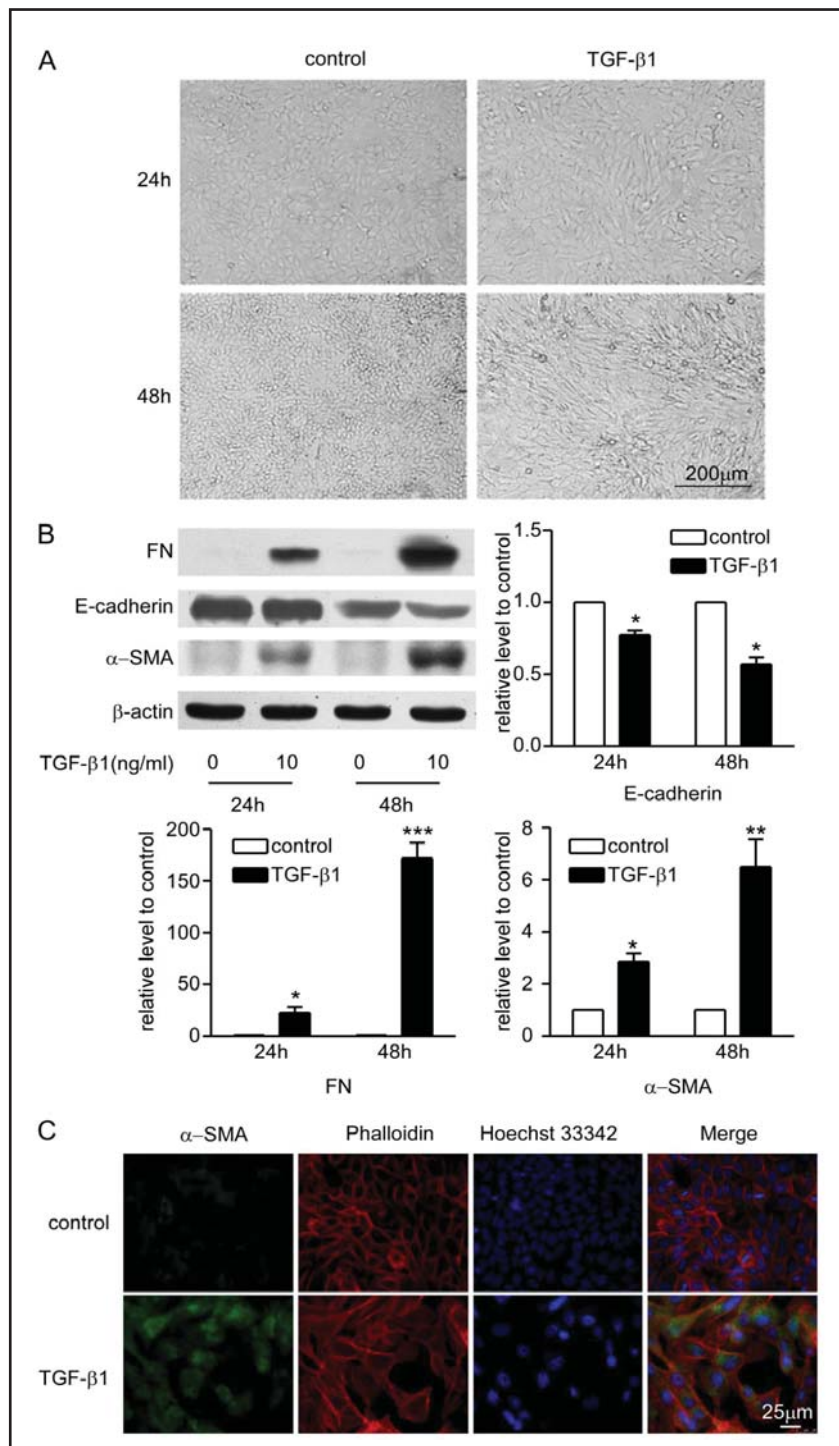 A
control TGF-β1
24h
48h
200μm
B
FN
E-cadherin
α–SMA
β-actin
TGF-β1(ng/ml) 0 10 0 10
24h 48h
relative level to control
1.5
1.0
0.5
0.0
control
TGF-β1
*
*
24h 48h
E-cadherin
relative level to control
200
150
100
50
0
control
TGF-β1
*
***
24h 48h
FN
relative level to control
8
6
4
2
0
control
TGF-β1
*
**
24h 48h
α–SMA
C
α–SMA Phalloidin Hoechst 33342 Merge
control
TGF-β1
25μm